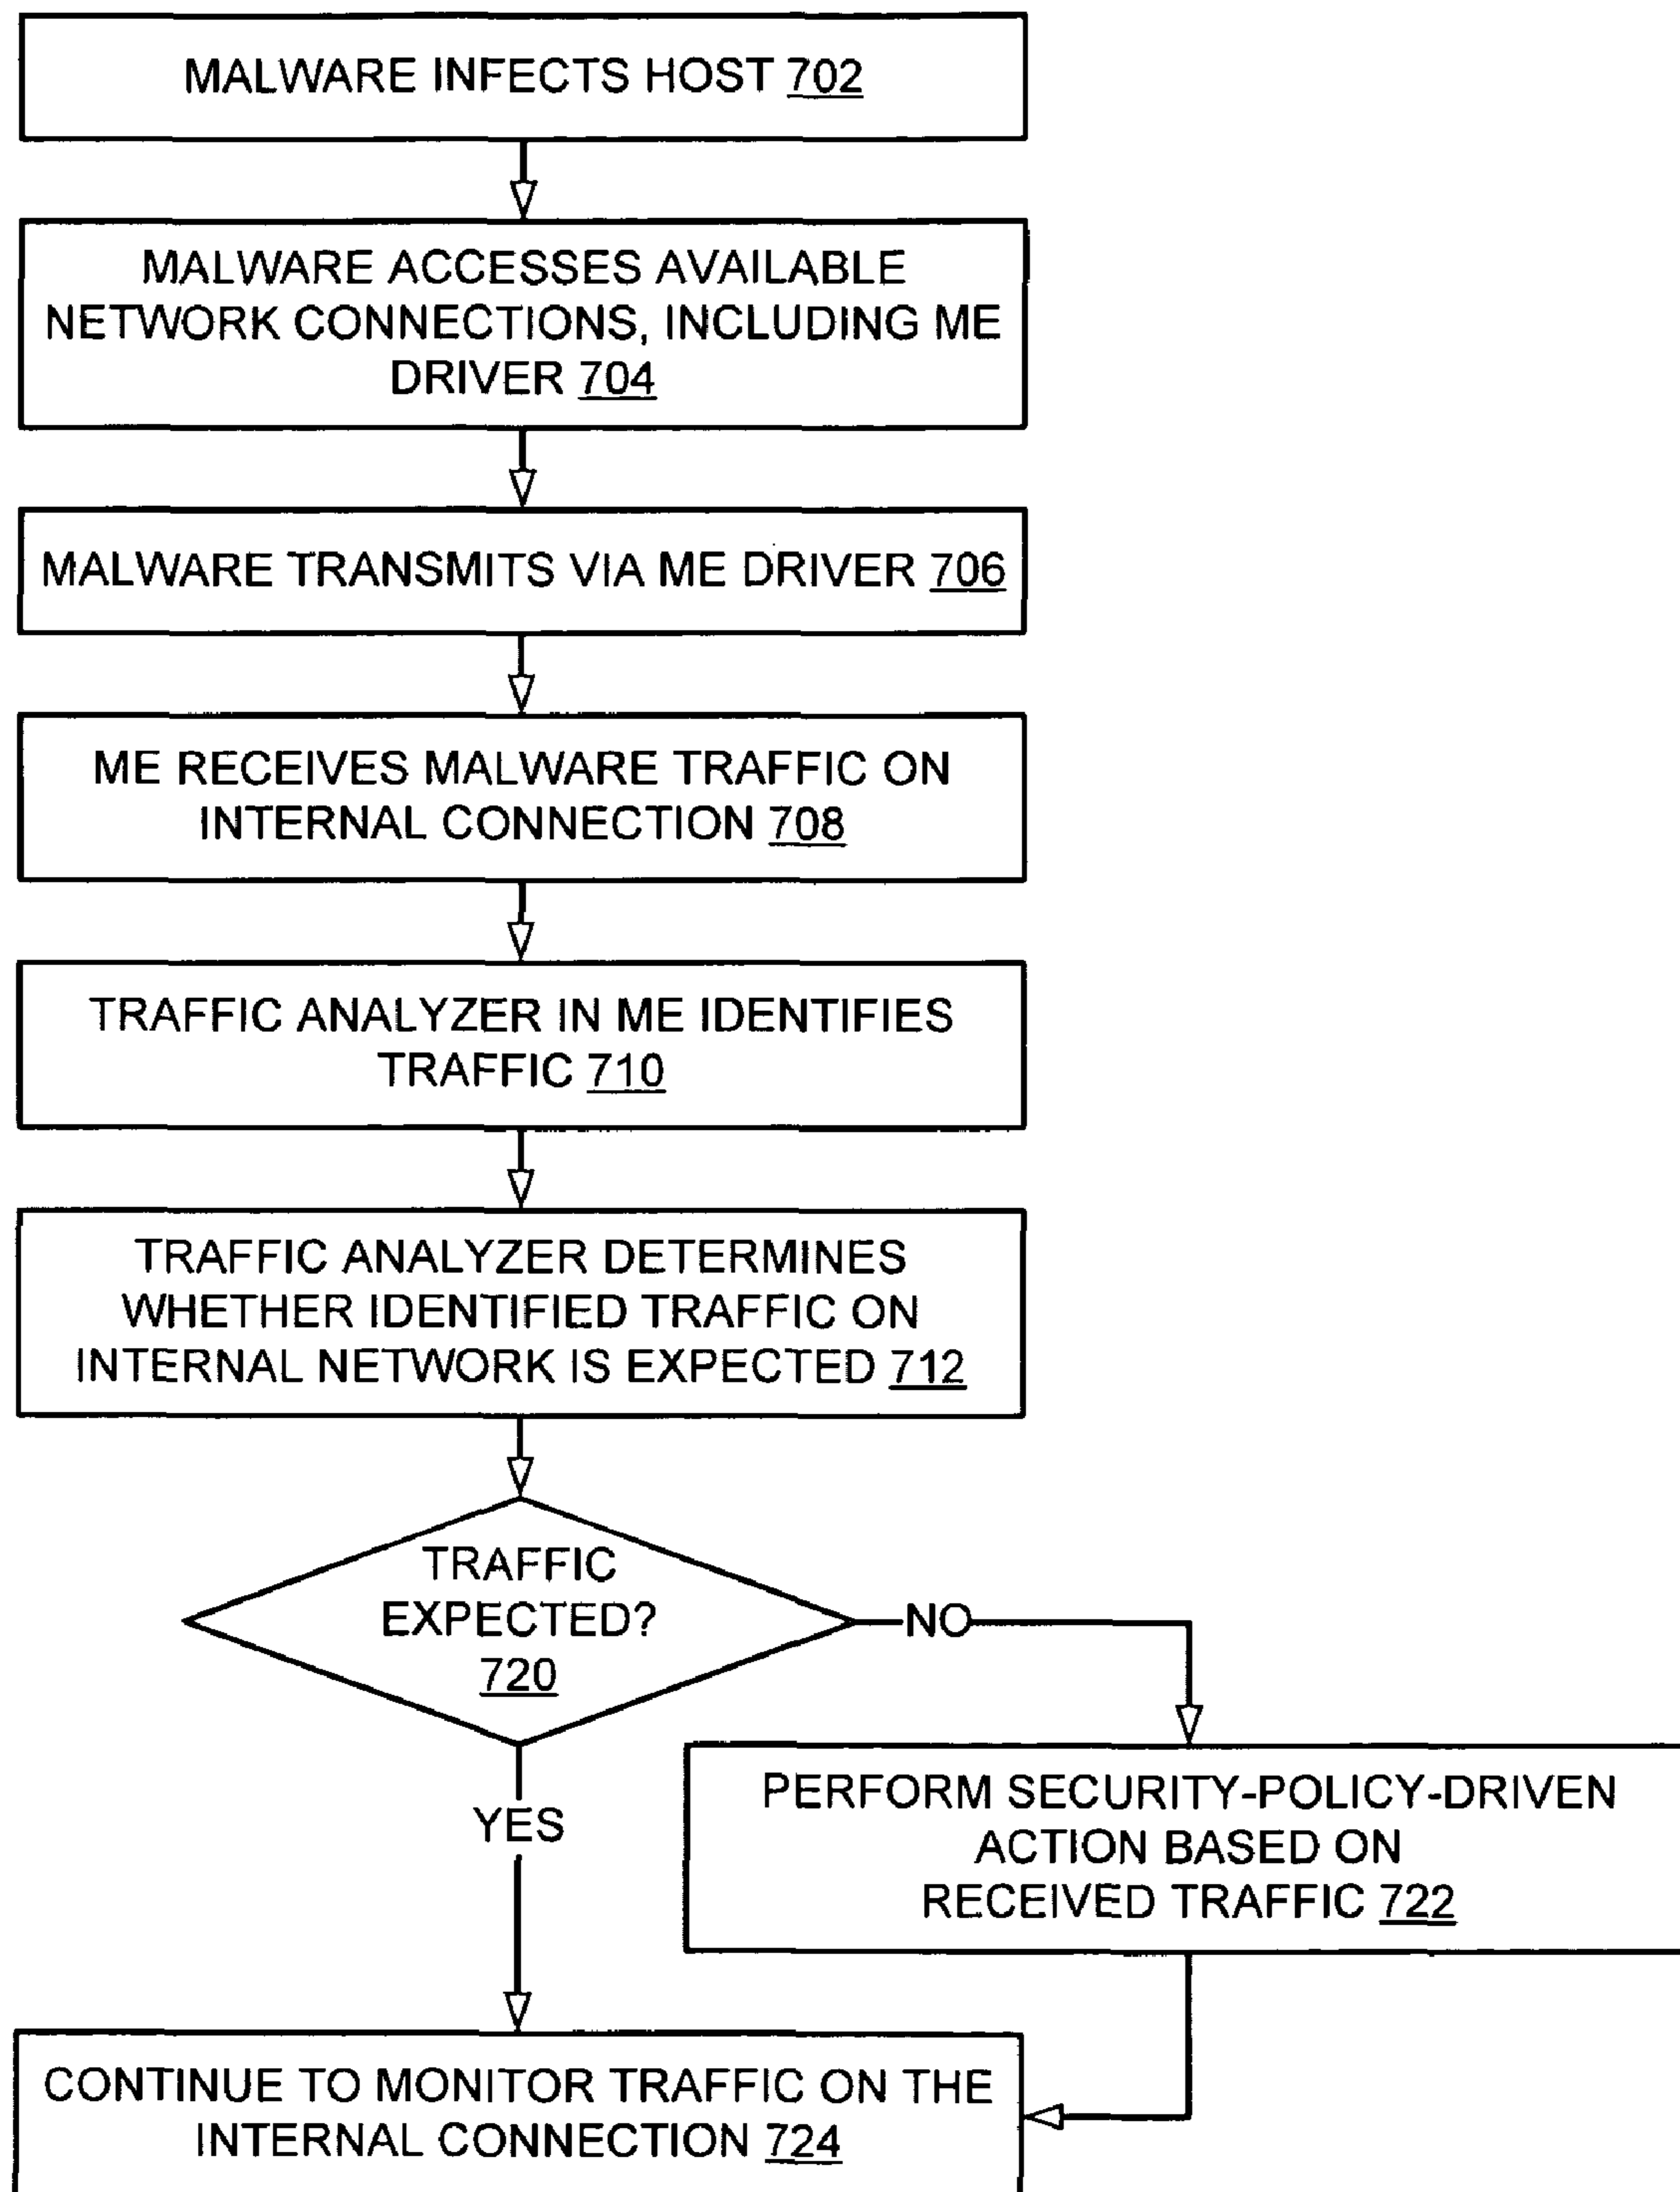 MALWARE INFECTS HOST 702
MALWARE ACCESSES AVAILABLE
NETWORK CONNECTIONS, INCLUDING ME
DRIVER 704
MALWARE TRANSMITS VIA ME DRIVER 706
ME RECEIVES MALWARE TRAFFIC ON
INTERNAL CONNECTION 708
TRAFFIC ANALYZER IN ME IDENTIFIES
TRAFFIC 710
TRAFFIC ANALYZER DETERMINES
WHETHER IDENTIFIED TRAFFIC ON
INTERNAL NETWORK IS EXPECTED 712
TRAFFIC
EXPECTED?
720
NO
YES
PERFORM SECURITY-POLICY-DRIVEN
ACTION BASED ON
RECEIVED TRAFFIC 722
CONTINUE TO MONITOR TRAFFIC ON THE
INTERNAL CONNECTION 724